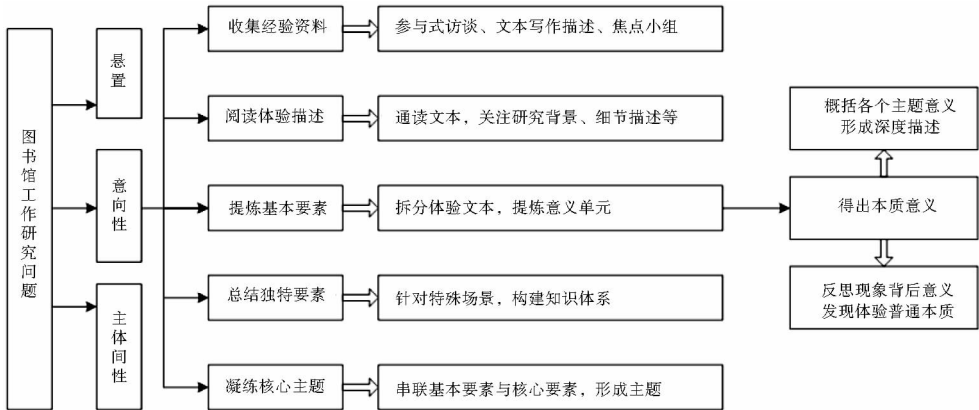 图书馆工作研究问题
悬置
意向性
主体间性
收集经验资料
参与式访谈、文本写作描述、焦点小组
阅读体验描述
通读文本，关注研究背景、细节描述等
提炼基本要素
拆分体验文本，提炼意义单元
总结独特要素
针对特殊场景，构建知识体系
凝练核心主题
串联基本要素与核心要素，形成主题
概括各个主题意义
形成深度描述
得出本质意义
反思现象背后意义
发现体验普通本质